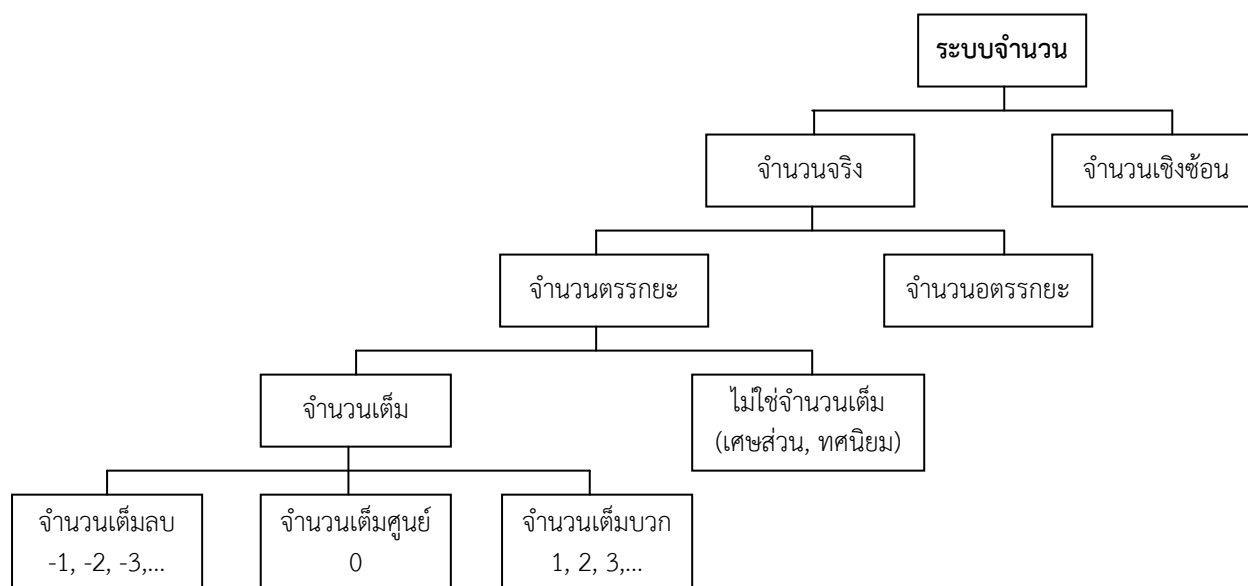 ระบบจำนวน
จำนวนจริง
จำนวนเชิงซ้อน
จำนวนตรรกยะ
จำนวนอตรรกยะ
จำนวนเต็ม
ไม่ใช่จำนวนเต็ม
(เศษส่วน, ทศนิยม)
จำนวนเต็มลบ
-1, -2, -3,...
จำนวนเต็มศูนย์
0
จำนวนเต็มบวก
1, 2, 3,...